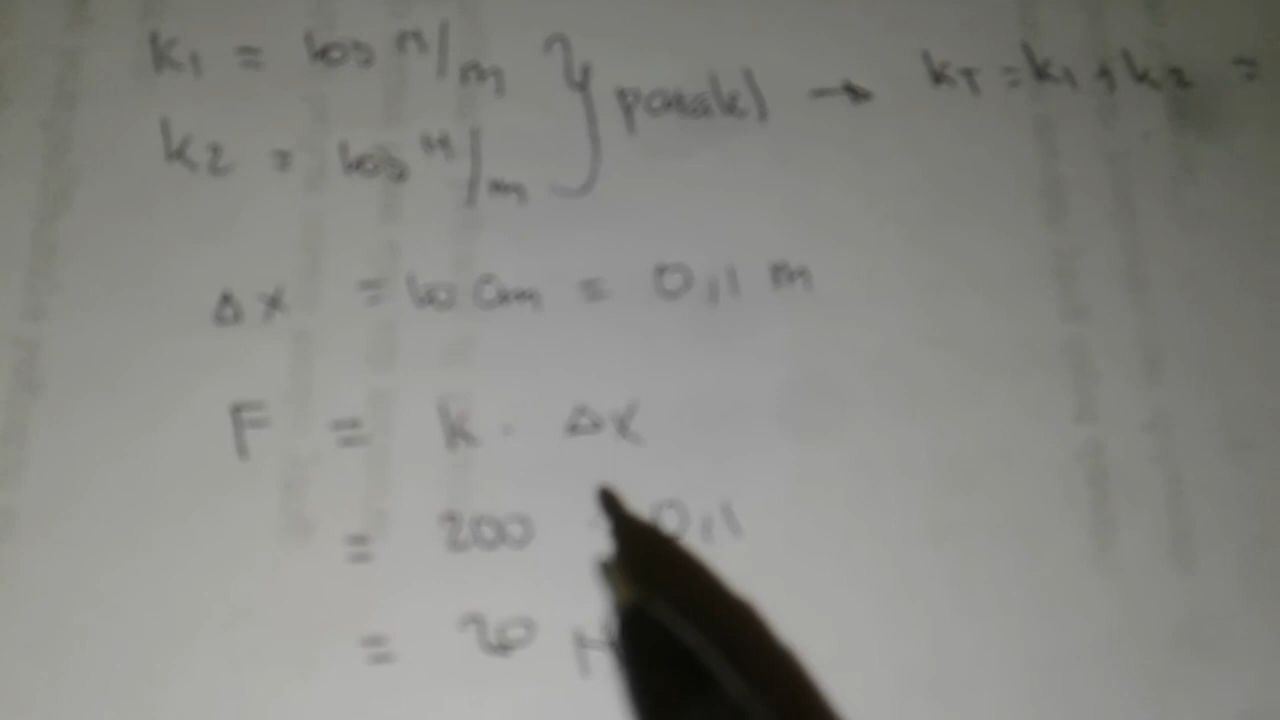 k1 = 100 N/m } paralel → kT = k1 + k2 =
k2 = 100 N/m
Δx = 10 cm = 0,1 m
F = k . Δx
= 200 . 0,1
= 20 N